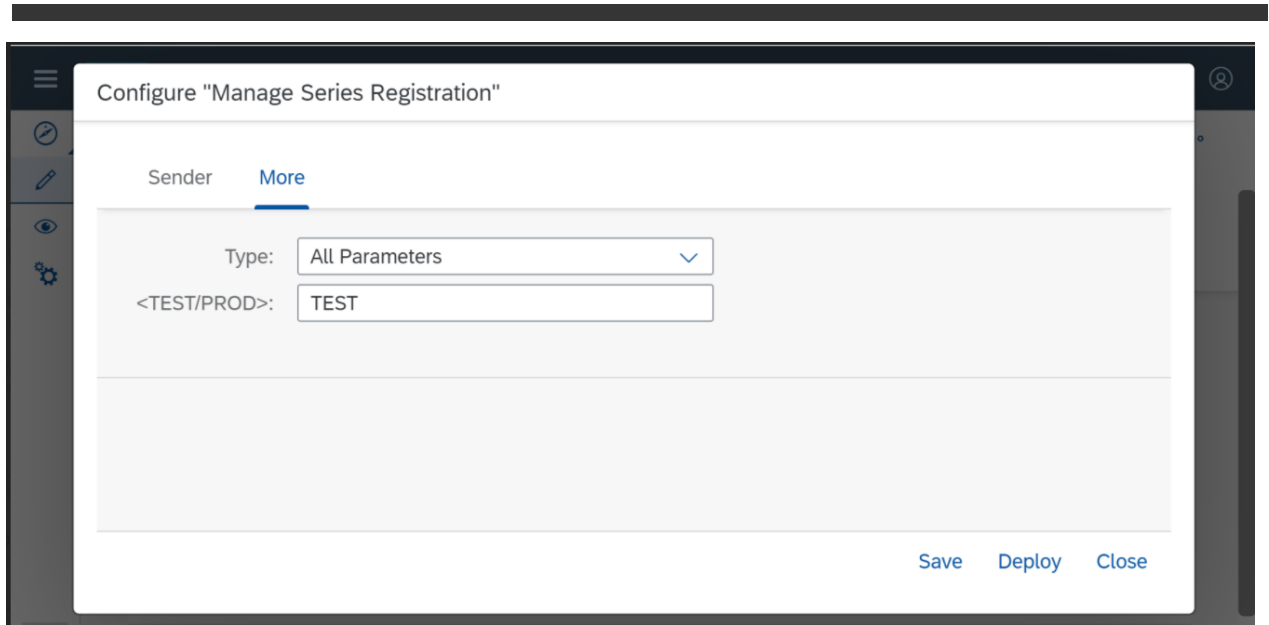 Configure "Manage Series Registration"
Sender More
Type: All Parameters
<TEST/PROD>: TEST
Save Deploy Close